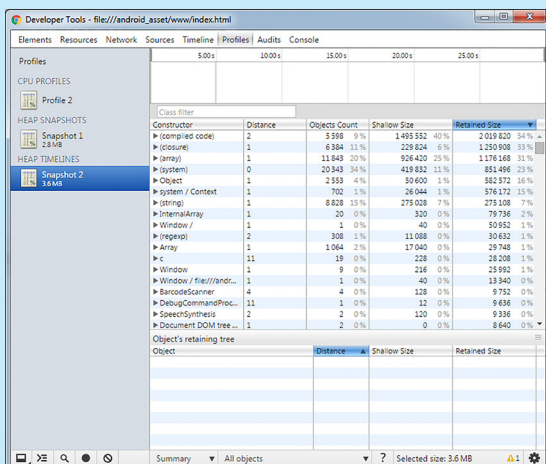 Developer Tools - file:///android_asset/www/index.html
Elements Resources Network Sources Timeline Profiles Audits Console
Profiles
CPU PROFILES
Profile 2
HEAP SNAPSHOTS
Snapshot 1
2.8 MB
HEAP TIMELINES
Snapshot 2
3.6 MB
5.00 s 10.00 s 15.00 s 20.00 s 25.00 s
Class filter
Constructor Distance Objects Count Shallow Size Retained Size
(compiled code) 2 5 598 9% 1 495 552 40% 2 019 820 54%
(closure) 1 6 384 11% 229 824 6% 1 250 908 33%
(array) 1 11 843 20% 926 420 25% 1 176 168 31%
(system) 0 20 343 34% 419 832 11% 851 496 23%
Object 1 2 553 4% 50 600 1% 582 572 16%
system / Context 1 702 1% 26 044 1% 576 172 15%
(string) 1 8 828 15% 275 028 7% 275 108 7%
InternalArray 1 20 0% 320 0% 79 736 2%
Window / 1 1 0% 40 0% 50 952 1%
(regexp) 2 308 1% 11 088 0% 30 632 1%
Array 1 1 064 2% 17 040 0% 29 748 1%
c 11 19 0% 228 0% 28 208 1%
Window 1 9 0% 216 0% 25 992 1%
Window / file:///andr... 1 1 0% 40 0% 13 340 0%
BarcodeScanner 4 4 0% 128 0% 9 752 0%
DebugCommandProc... 11 1 0% 12 0% 9 636 0%
SpeechSynthesis 2 2 0% 120 0% 9 336 0%
Document DOM tree ... 1 2 0% 0 0% 8 640 0%
Object's retaining tree
Object Distance Shallow Size Retained Size
Summary All objects ? Selected size: 3.6 MB 1